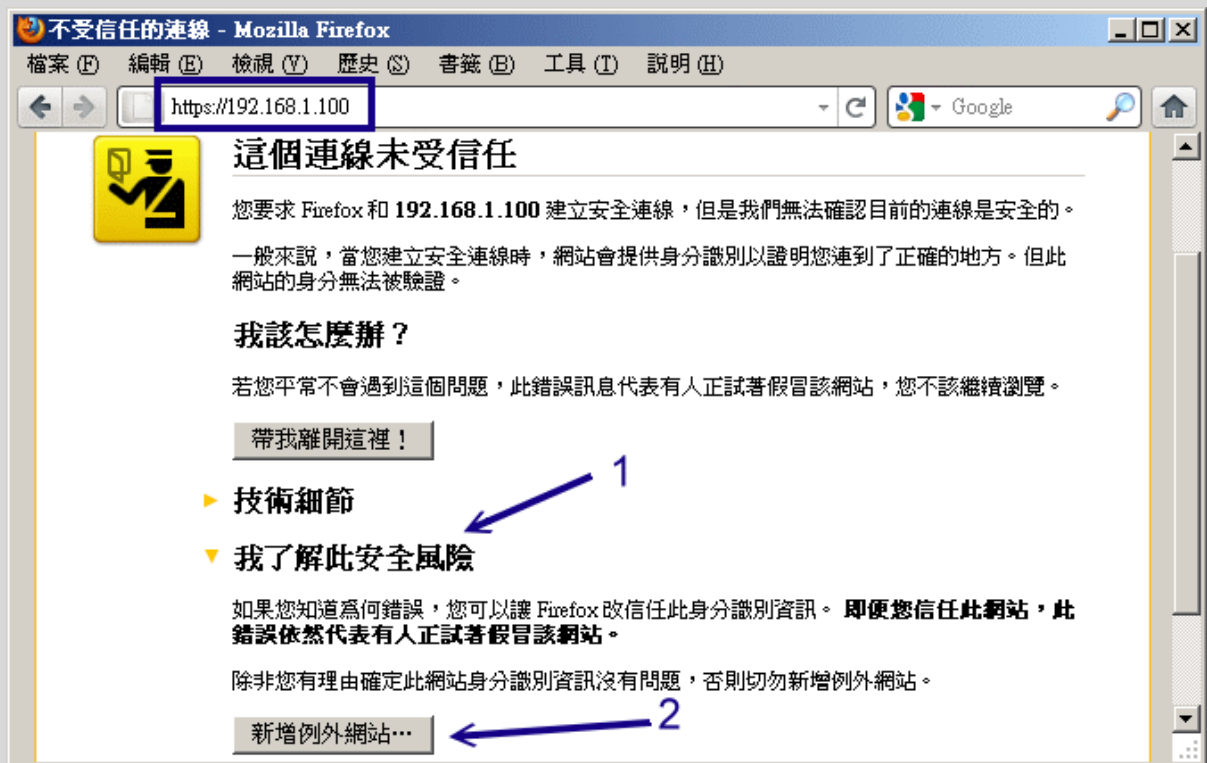 不受信任的連線 - Mozilla Firefox
檔案 (F) 編輯 (E) 檢視 (V) 歷史 (S) 書籤 (B) 工具 (T) 說明 (H)
https://192.168.1.100 Google
這個連線未受信任
您要求 Firefox 和 192.168.1.100 建立安全連線，但是我們無法確認目前的連線是安全的。
一般來說，當您建立安全連線時，網站會提供身分識別以證明您連到了正確的地方。但此
網站的身分無法被驗證。
我該怎麼辦？
若您平常不會遇到這個問題，此錯誤訊息代表有人正試著假冒該網站，您不該繼續瀏覽。
帶我離開這裡！
1
技術細節
我了解此安全風險
如果您知道為何錯誤，您可以讓 Firefox 改信任此身分識別資訊。 即便您信任此網站，此
錯誤依然代表有人正試著假冒該網站。
除非您有理由確定此網站身分識別資訊沒有問題，否則切勿新增例外網站。
新增例外網站… 2